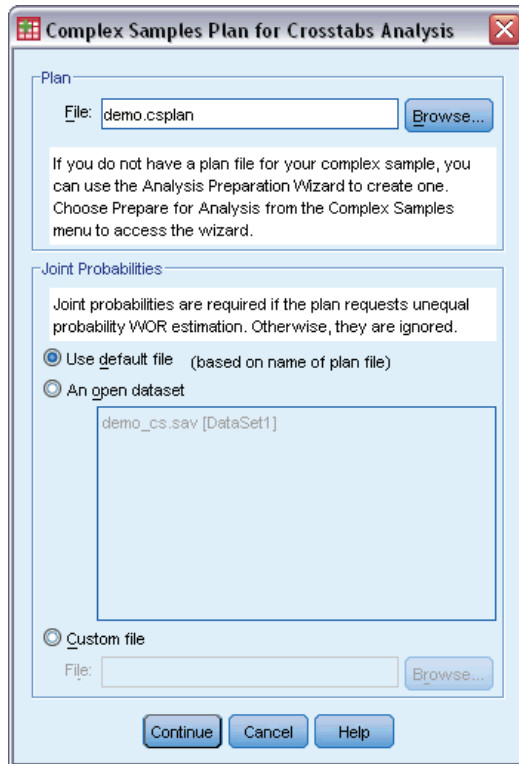 Complex Samples Plan for Crosstabs Analysis
Plan
File: demo.csplan Browse...
If you do not have a plan file for your complex sample, you
can use the Analysis Preparation Wizard to create one.
Choose Prepare for Analysis from the Complex Samples
menu to access the wizard.
Joint Probabilities
Joint probabilities are required if the plan requests unequal
probability WOR estimation. Otherwise, they are ignored.
Use default file (based on name of plan file)
An open dataset
demo_cs.sav [DataSet1]
Custom file
File: Browse...
Continue Cancel Help